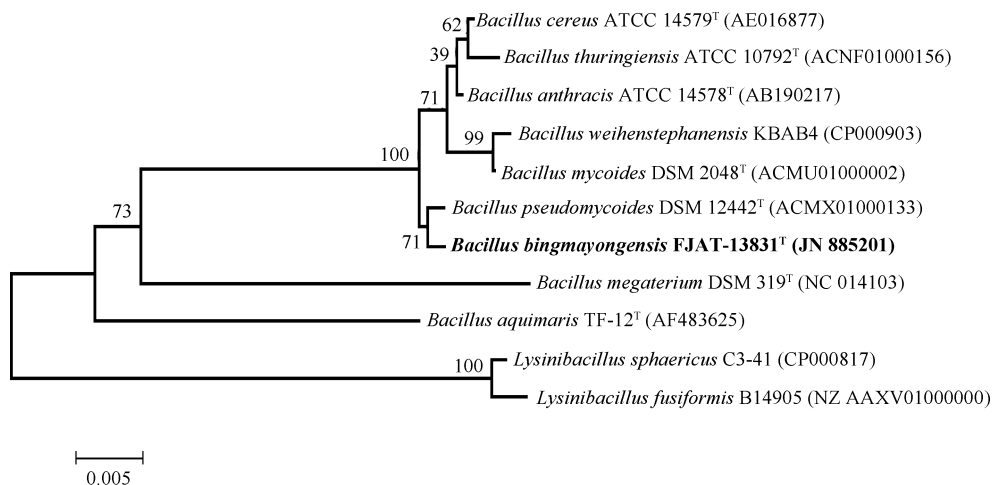 62
Bacillus cereus ATCC 14579ᵀ (AE016877)
39
Bacillus thuringiensis ATCC 10792ᵀ (ACNF01000156)
71
Bacillus anthracis ATCC 14578ᵀ (AB190217)
99
Bacillus weihenstephanensis KBAB4 (CP000903)
100
Bacillus mycoides DSM 2048ᵀ (ACMU01000002)
73
Bacillus pseudomycoides DSM 12442ᵀ (ACMX01000133)
71
Bacillus bingmayongensis FJAT-13831ᵀ (JN 885201)
Bacillus megaterium DSM 319ᵀ (NC 014103)
Bacillus aquimaris TF-12ᵀ (AF483625)
100
Lysinibacillus sphaericus C3-41 (CP000817)
Lysinibacillus fusiformis B14905 (NZ AAXV01000000)
0.005